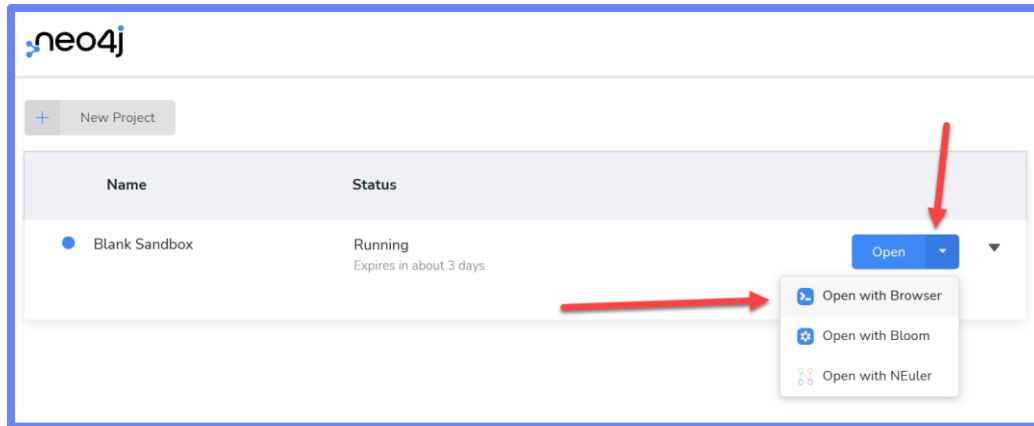 neo4j
+ New Project
Name Status
Blank Sandbox Running Open
Expires in about 3 days
Open with Browser
Open with Bloom
Open with NEuler